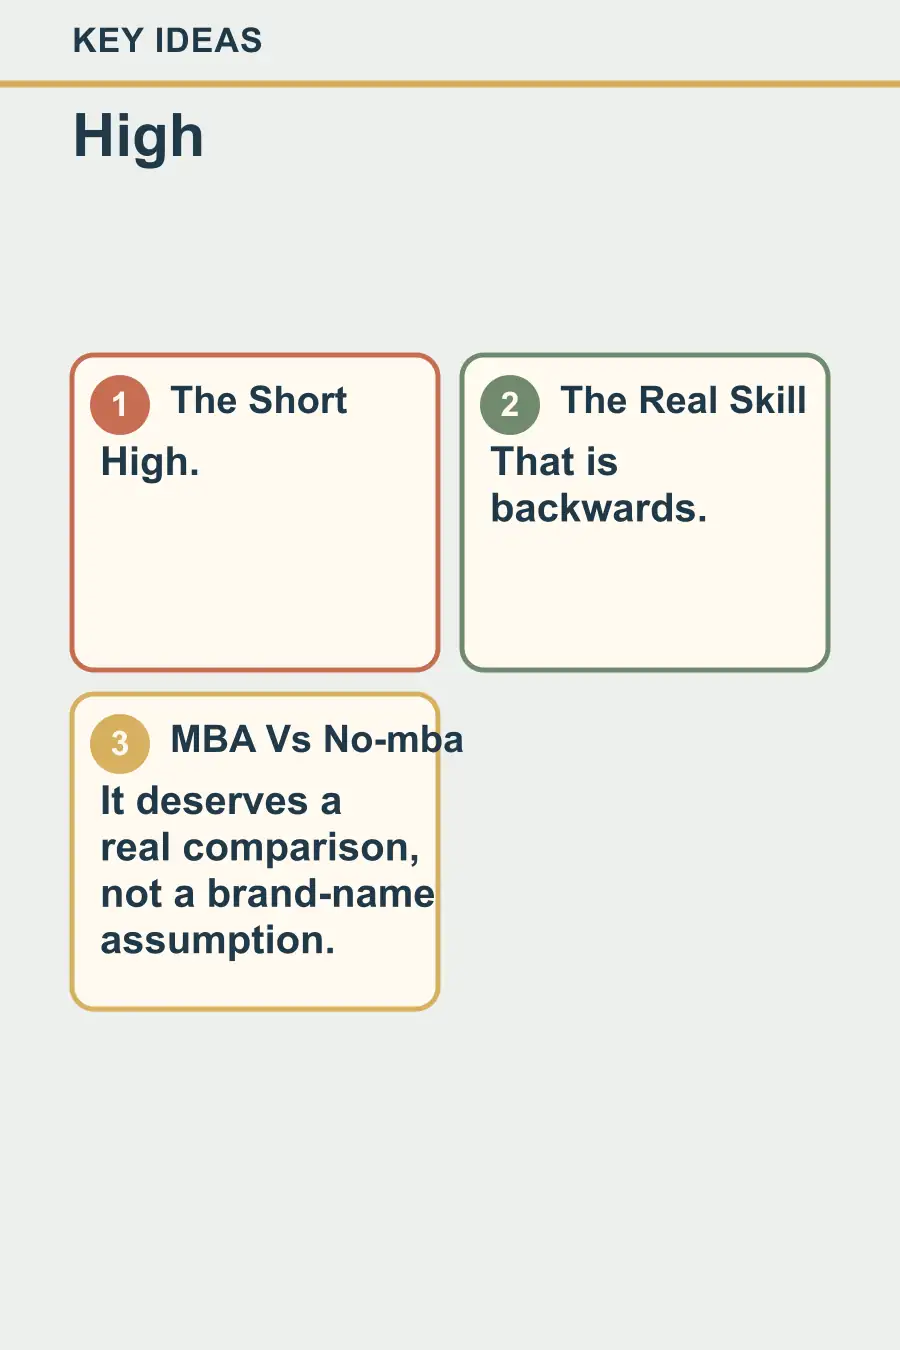 KEY IDEAS
High
1 The Short
High.
2 The Real Skill
That is
backwards.
3 MBA Vs No-mba
It deserves a
real comparison,
not a brand-name
assumption.